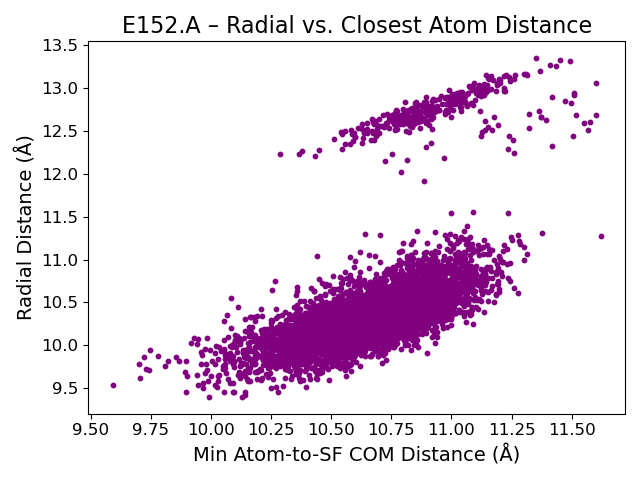 E152.A – Radial vs. Closest Atom Distance
Radial Distance (Å)
13.5
13.0
12.5
12.0
11.5
11.0
10.5
10.0
9.5
9.50 9.75 10.00 10.25 10.50 10.75 11.00 11.25 11.50
Min Atom-to-SF COM Distance (Å)